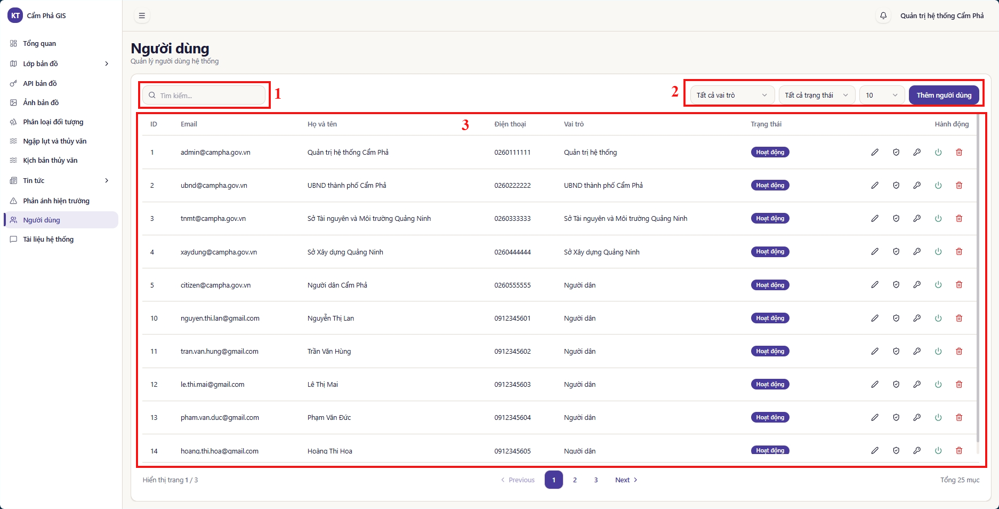 KT Cẩm Phả GIS
Quản trị hệ thống Cẩm Phả
Tổng quan
Lớp bản đồ
API bản đồ
Ảnh bản đồ
Phân loại đối tượng
Ngập lụt và thủy văn
Kịch bản thủy văn
Tin tức
Phản ánh hiện trường
Người dùng
Tài liệu hệ thống
Người dùng
Quản lý người dùng hệ thống
Tìm kiếm... 1 2 Tất cả vai trò Tất cả trạng thái 10 Thêm người dùng
3
ID Email Họ và tên Điện thoại Vai trò Trạng thái Hành động
1 admin@campha.gov.vn Quản trị hệ thống Cẩm Phả 0260111111 Quản trị hệ thống Hoạt động
2 ubnd@campha.gov.vn UBND thành phố Cẩm Phả 0260222222 UBND thành phố Cẩm Phả Hoạt động
3 tnmt@campha.gov.vn Sở Tài nguyên và Môi trường Quảng Ninh 0260333333 Sở Tài nguyên và Môi trường Quảng Ninh Hoạt động
4 xaydung@campha.gov.vn Sở Xây dựng Quảng Ninh 0260444444 Sở Xây dựng Quảng Ninh Hoạt động
5 citizen@campha.gov.vn Người dân Cẩm Phả 0260555555 Người dân Hoạt động
10 nguyen.thi.lan@gmail.com Nguyễn Thị Lan 0912345601 Người dân Hoạt động
11 tran.van.hung@gmail.com Trần Văn Hùng 0912345602 Người dân Hoạt động
12 le.thi.mai@gmail.com Lê Thị Mai 0912345603 Người dân Hoạt động
13 pham.van.duc@gmail.com Phạm Văn Đức 0912345604 Người dân Hoạt động
14 hoang.thi.hoa@gmail.com Hoàng Thị Hoa 0912345605 Người dân Hoạt động
Hiển thị trang 1 / 3 Previous 1 2 3 Next Tổng 25 mục